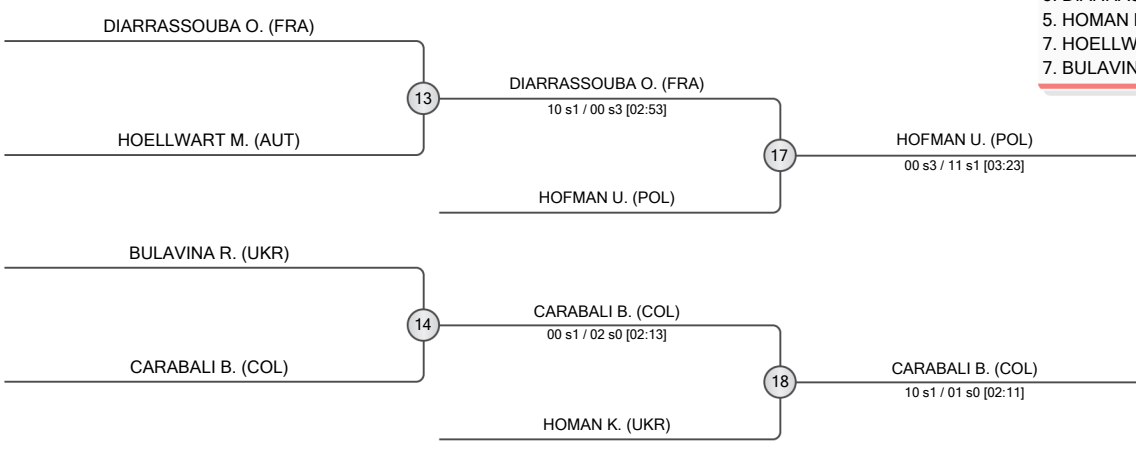 DIARRASSOUBA O. (FRA)
13
HOELLWART M. (AUT)
DIARRASSOUBA O. (FRA)
10 s1 / 00 s3 [02:53]
17
HOFMAN U. (POL)
HOFMAN U. (POL)
00 s3 / 11 s1 [03:23]
BULAVINA R. (UKR)
14
CARABALI B. (COL)
CARABALI B. (COL)
00 s1 / 02 s0 [02:13]
18
HOMAN K. (UKR)
CARABALI B. (COL)
10 s1 / 01 s0 [02:11]
5. HOMAN
7. HOELLW
7. BULAVIN